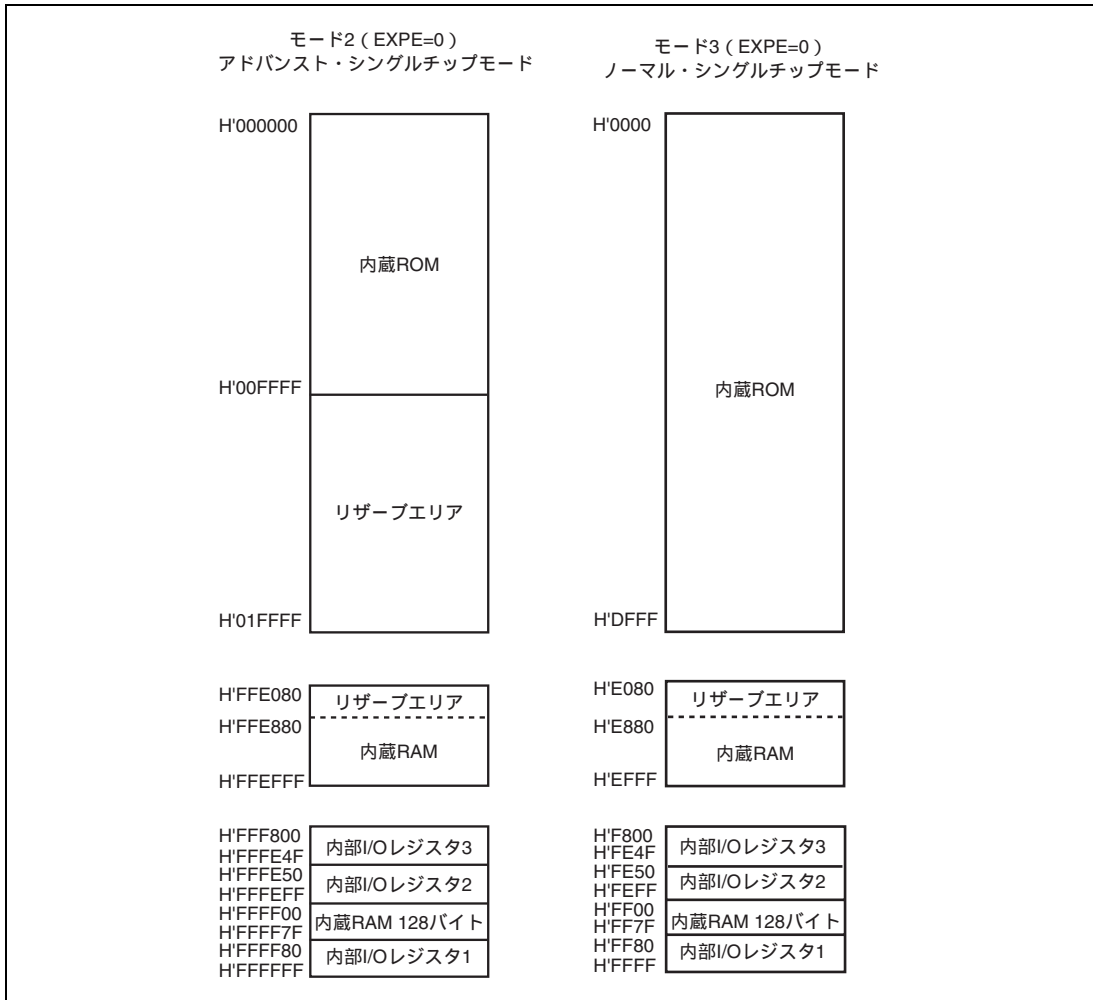 モード2（EXPE=0）
アドバンスト・シングルチップモード
H'000000
内蔵ROM
H'00FFFF
リザーブエリア
H'01FFFF
H'FFE080
リザーブエリア
H'FFE880
内蔵RAM
H'FFEFFF
H'FFF800
内部I/Oレジスタ3
H'FFFE4F
H'FFFE50
内部I/Oレジスタ2
H'FFFEFF
H'FFFF00
内蔵RAM 128バイト
H'FFFF7F
H'FFFF80
内部I/Oレジスタ1
H'FFFFFF
モード3（EXPE=0）
ノーマル・シングルチップモード
H'0000
内蔵ROM
H'DFFF
H'E080
リザーブエリア
H'E880
内蔵RAM
H'EFFF
H'F800
内部I/Oレジスタ3
H'FE4F
H'FE50
内部I/Oレジスタ2
H'FEFF
H'FF00
内蔵RAM 128バイト
H'FF7F
H'FF80
内部I/Oレジスタ1
H'FFFF